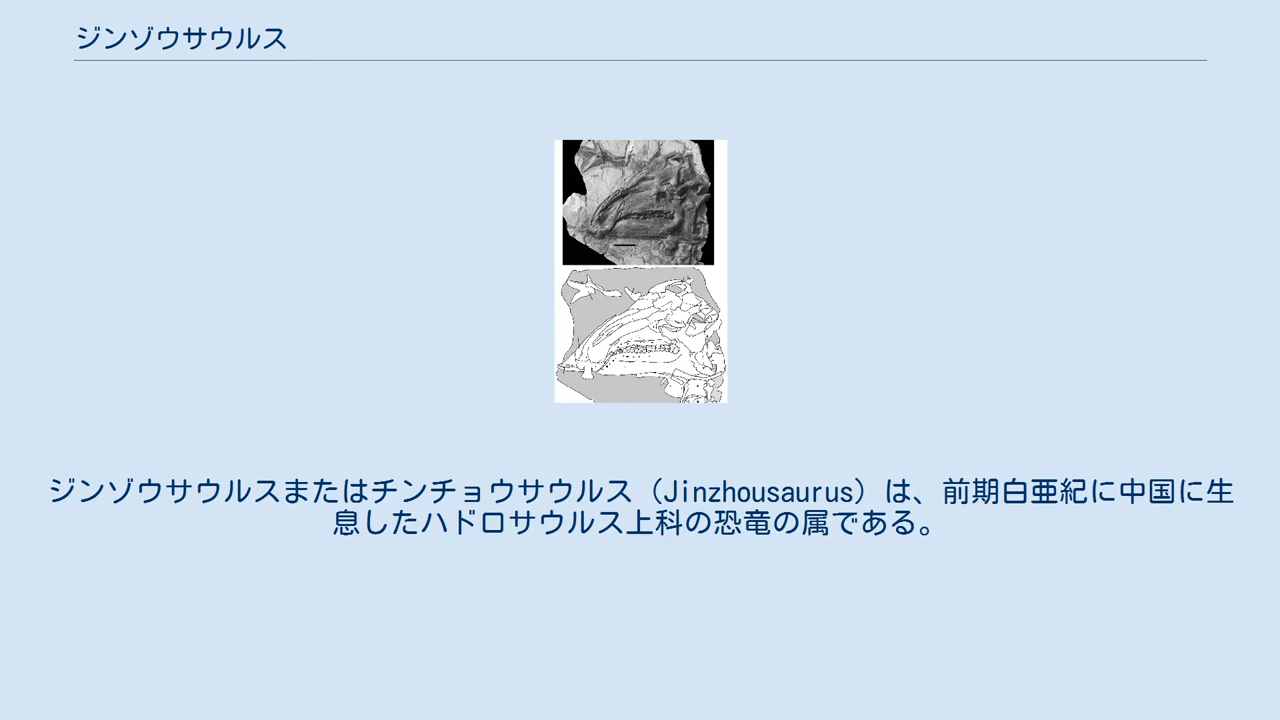 ジンゾウサウルス
ジンゾウサウルスまたはチンチョウサウルス（Jinzhousaurus）は、前期白亜紀に中国に生
息したハドロサウルス上科の恐竜の属である。